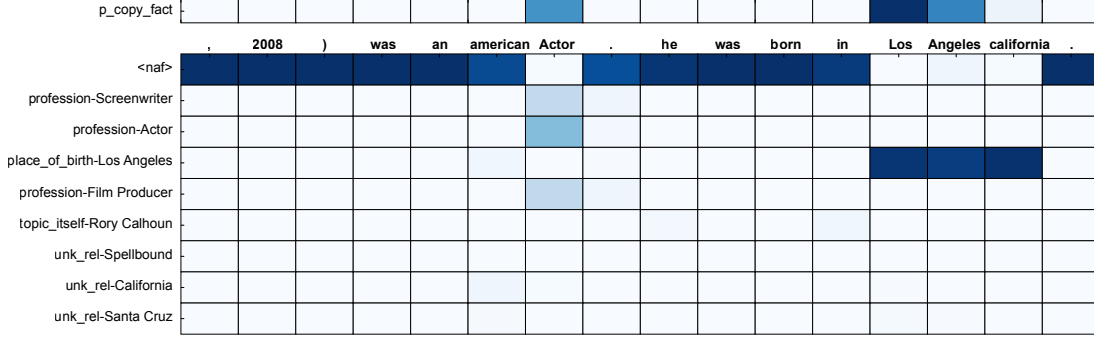 p_copy_fact
, 2008 ) was an american Actor . he was born in Los Angeles california .
<naf>
profession-Screenwriter
profession-Actor
place_of_birth-Los Angeles
profession-Film Producer
topic_itself-Rory Calhoun
unk_rel-Spellbound
unk_rel-California
unk_rel-Santa Cruz